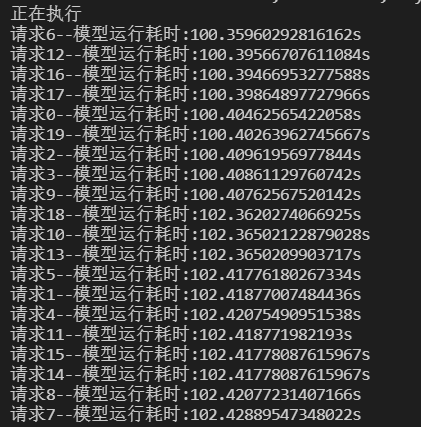 正在执行
请求6--模型运行耗时:100.35960292816162s
请求12--模型运行耗时:100.39566707611084s
请求16--模型运行耗时:100.39466953277588s
请求17--模型运行耗时:100.39864897727966s
请求0--模型运行耗时:100.40462565422058s
请求19--模型运行耗时:100.40263962745667s
请求2--模型运行耗时:100.40961956977844s
请求3--模型运行耗时:100.40861129760742s
请求9--模型运行耗时:100.40762567520142s
请求18--模型运行耗时:102.3620274066925s
请求10--模型运行耗时:102.36502122879028s
请求13--模型运行耗时:102.3650209903717s
请求5--模型运行耗时:102.41776180267334s
请求1--模型运行耗时:102.41877007484436s
请求4--模型运行耗时:102.42075490951538s
请求11--模型运行耗时:102.418771982193s
请求15--模型运行耗时:102.41778087615967s
请求14--模型运行耗时:102.41778087615967s
请求8--模型运行耗时:102.42077231407166s
请求7--模型运行耗时:102.42889547348022s